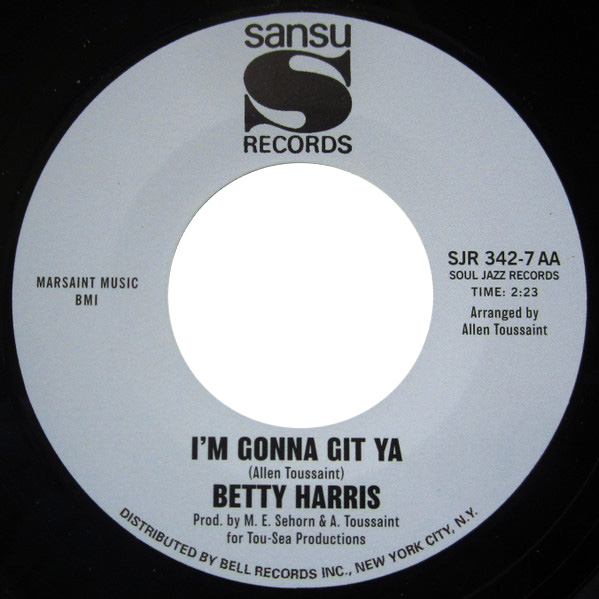 sansu
S
RECORDS
MARSAINT MUSIC
BMI
SJR 342-7 AA
SOUL JAZZ RECORDS
TIME: 2:23
Arranged by
Allen Toussaint
I'M GONNA GIT YA
(Allen Toussaint)
BETTY HARRIS
Prod. by M. E. Sehorn & A. Toussaint
for Tou-Sea Productions
DISTRIBUTED BY BELL RECORDS INC., NEW YORK CITY, N.Y.